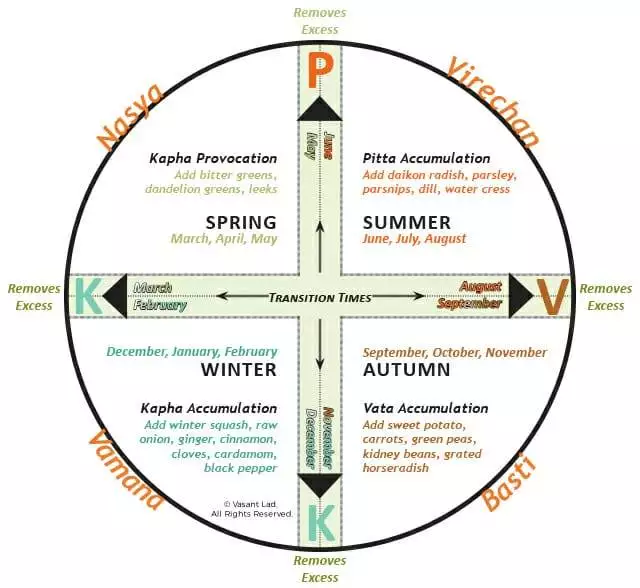 Removes
Excess
Nasya
Virechan
P
May
June
Kapha Provocation
Add bitter greens,
dandelion greens, leeks
SPRING
March, April, May
Pitta Accumulation
Add daikon radish, parsley,
parsnips, dill, water cress
SUMMER
June, July, August
Removes
Excess
K
March
February
TRANSITION TIMES
August
September
V
Removes
Excess
December, January, February
WINTER
Kapha Accumulation
Add winter squash, raw
onion, ginger, cinnamon,
cloves, cardamom,
black pepper
September, October, November
AUTUMN
Vata Accumulation
Add sweet potato,
carrots, green peas,
kidney beans, grated
horseradish
December
November
Vamana
Basti
© Vasant Lad.
All Rights Reserved.
K
Removes
Excess